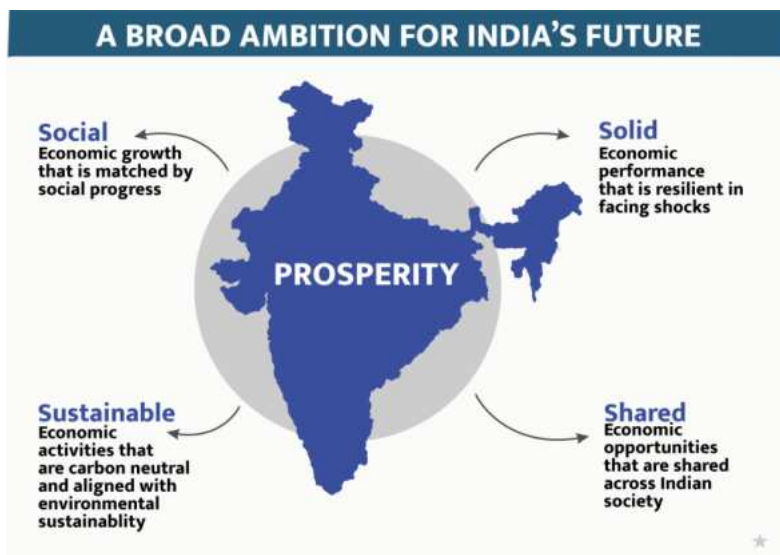 A BROAD AMBITION FOR INDIA'S FUTURE
Social
Economic growth
that is matched by
social progress
Solid
Economic
performance
that is resilient in
facing shocks
PROSPERITY
Sustainable
Economic
activities that
are carbon neutral
and aligned with
environmental
sustainablity
Shared
Economic
opportunities
that are shared
across Indian
society